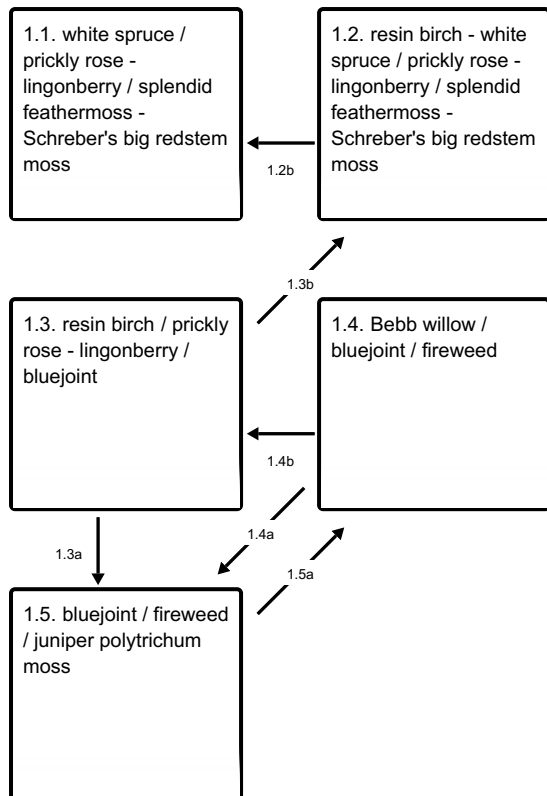 1.1. white spruce /
prickly rose -
lingonberry / splendid
feathermoss -
Schreber's big redstem
moss
1.2. resin birch - white
spruce / prickly rose -
lingonberry / splendid
feathermoss -
Schreber's big redstem
moss
1.2b
1.3b
1.3. resin birch / prickly
rose - lingonberry /
bluejoint
1.4. Bebb willow /
bluejoint / fireweed
1.4b
1.4a
1.3a
1.5a
1.5. bluejoint / fireweed
/ juniper polytrichum
moss